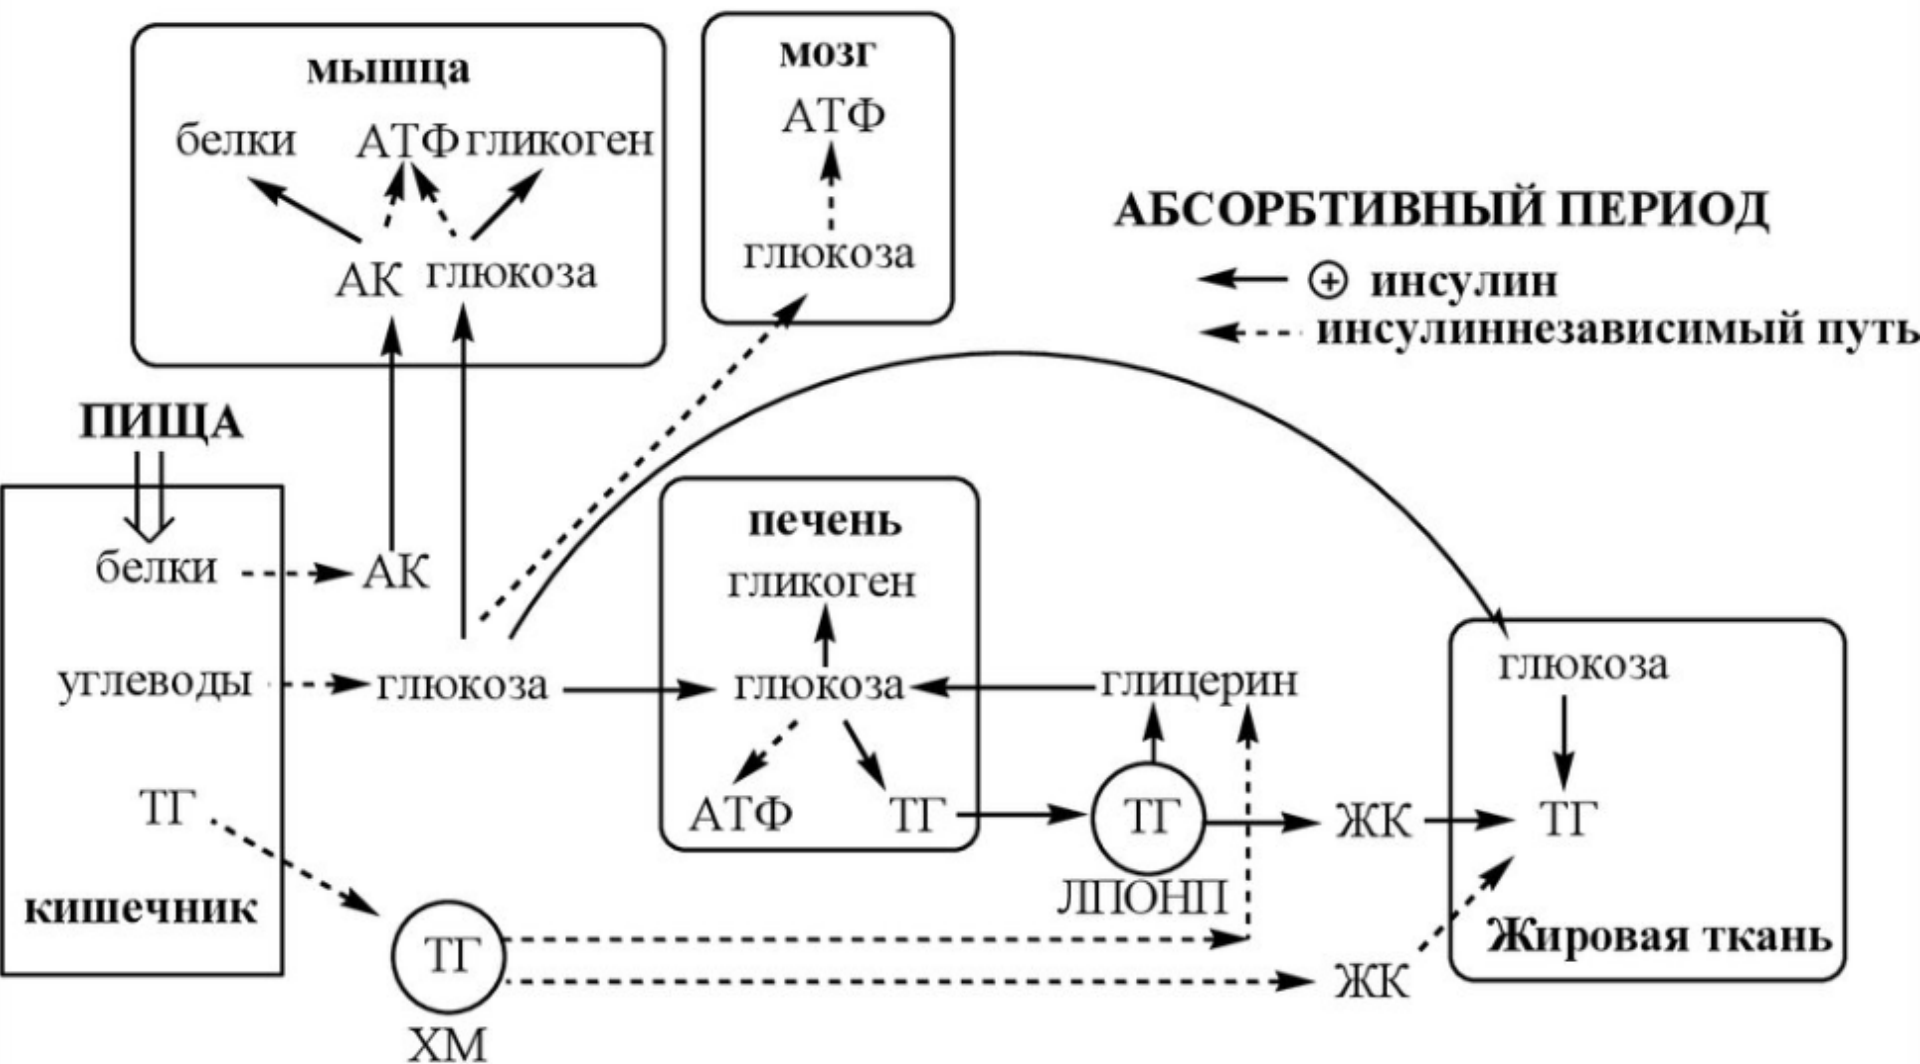 мышца
белки АТФ гликоген
АК глюкоза
мозг
АТФ
глюкоза
АБСОРБТИВНЫЙ ПЕРИОД
+ инсулин
инсулиннезависимый путь
ПИЩА
белки АК
углеводы глюкоза
ТГ
кишечник
ТГ
ХМ
печень
гликоген
глюкоза
АТФ ТГ
глицерин
ТГ
ЛПОНП
ЖК
ЖК
глюкоза
ТГ
Жировая ткань